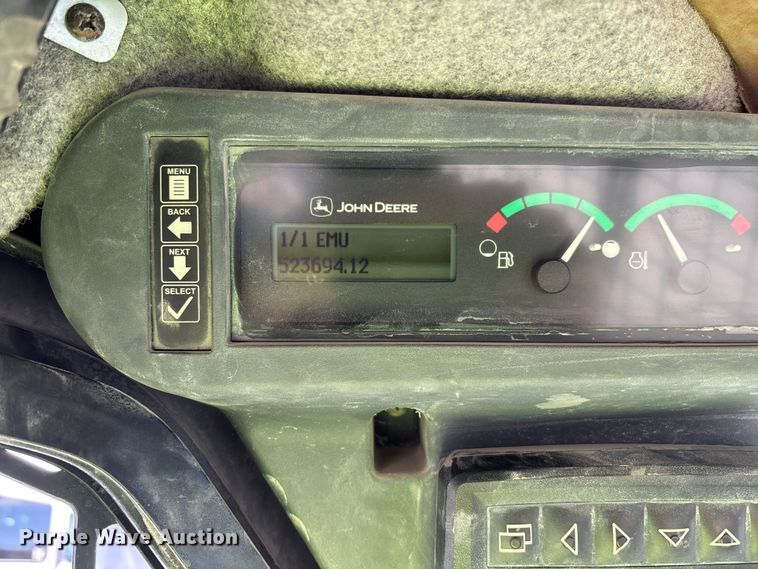 MENU
BACK
NEXT
SELECT
JOHN DEERE
1/1 EMU
523694.12
Purple Wave Auction